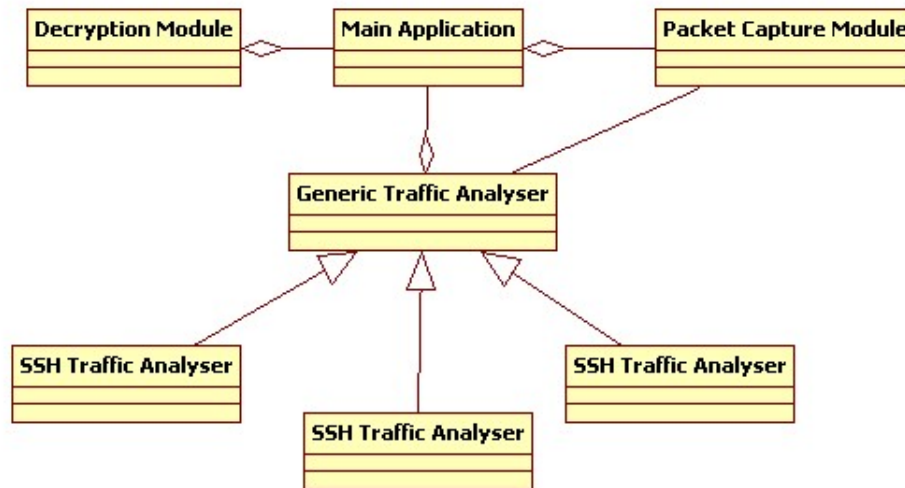 Decryption Module
Main Application
Packet Capture Module
Generic Traffic Analyser
SSH Traffic Analyser
SSH Traffic Analyser
SSH Traffic Analyser